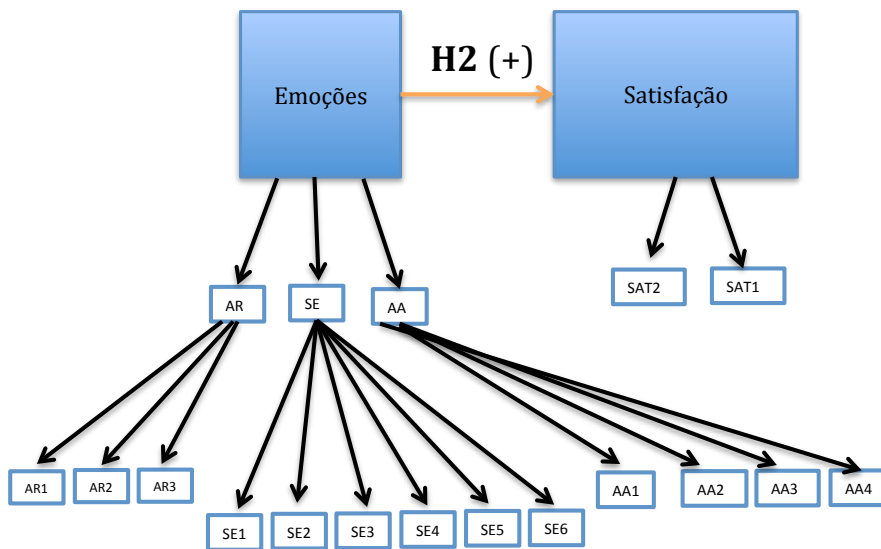 H2 (+)
Emoções
Satisfação
AR
SE
AA
SAT2
SAT1
AR1
AR2
AR3
SE1
SE2
SE3
SE4
SE5
SE6
AA1
AA2
AA3
AA4